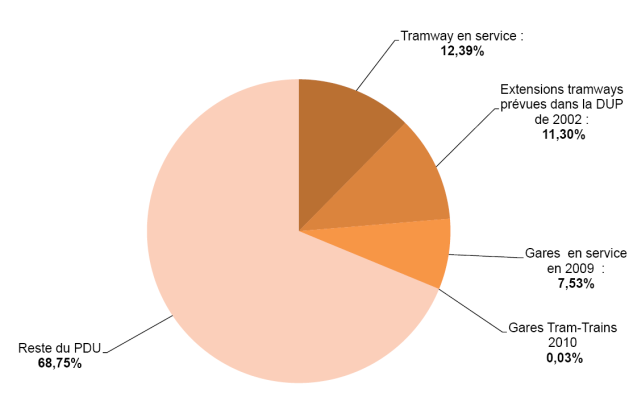 Tramway en service :
12,39%
Extensions tramways
prévues dans la DUP
de 2002 :
11,30%
Gares en service
en 2009 :
7,53%
Gares Tram-Trains
2010
0,03%
Reste du PDU
68,75%